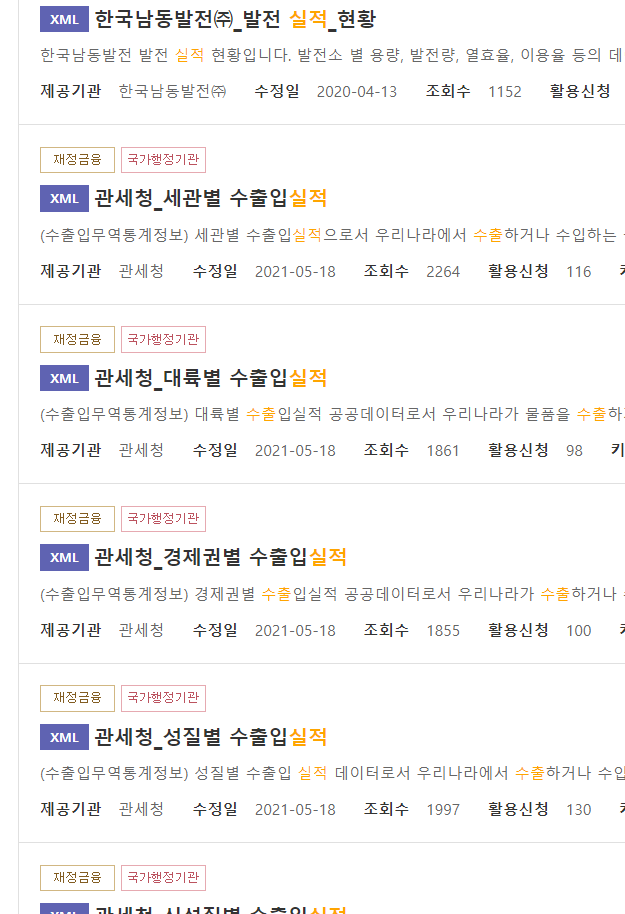 XML 한국남동발전㈜_발전 실적_현황
한국남동발전 발전 실적 현황입니다. 발전소 별 용량, 발전량, 열효율, 이용율 등의 데
제공기관 한국남동발전㈜ 수정일 2020-04-13 조회수 1152 활용신청
재정금융 국가행정기관
XML 관세청_세관별 수출입실적
(수출입무역통계정보) 세관별 수출입실적으로서 우리나라에서 수출하거나 수입하는
제공기관 관세청 수정일 2021-05-18 조회수 2264 활용신청 116
재정금융 국가행정기관
XML 관세청_대륙별 수출입실적
(수출입무역통계정보) 대륙별 수출입실적 공공데이터로서 우리나라가 물품을 수출하
제공기관 관세청 수정일 2021-05-18 조회수 1861 활용신청 98 키
재정금융 국가행정기관
XML 관세청_경제권별 수출입실적
(수출입무역통계정보) 경제권별 수출입실적 공공데이터로서 우리나라가 수출하거나
제공기관 관세청 수정일 2021-05-18 조회수 1855 활용신청 100
재정금융 국가행정기관
XML 관세청_성질별 수출입실적
(수출입무역통계정보) 성질별 수출입 실적 데이터로서 우리나라에서 수출하거나 수입
제공기관 관세청 수정일 2021-05-18 조회수 1997 활용신청 130
재정금융 국가행정기관
XML 관세청_신성질별 수출입실적